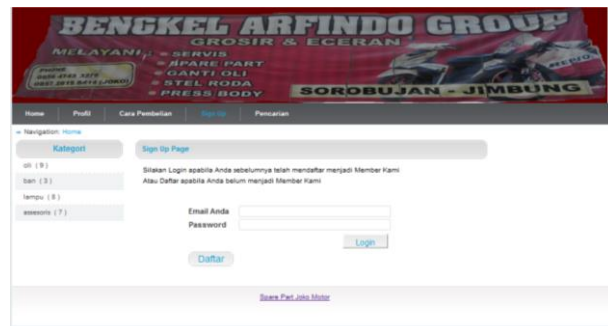 BENGKEL ARFINDO GROUP
GROSIR & ECERAN
MELAYANI :
- SERVIS
- SPARE PART
- GANTI OLI
- STEL RODA
- PRESS BODY
SOROBUJAN - JIMBUNG
Home Profil Cara Pembelian Sign Up Pencarian
Navigation: Home
Kategori
oli ( 9 )
ban ( 3 )
lampu ( 8 )
assesoris ( 7 )
Sign Up Page
Silakan Login apabila Anda sebelumnya telah mendaftar menjadi Member Kami
Atau Daftar apabila Anda belum menjadi Member Kami
Email Anda
Password
Login
Daftar
Spare Part Joko Motor